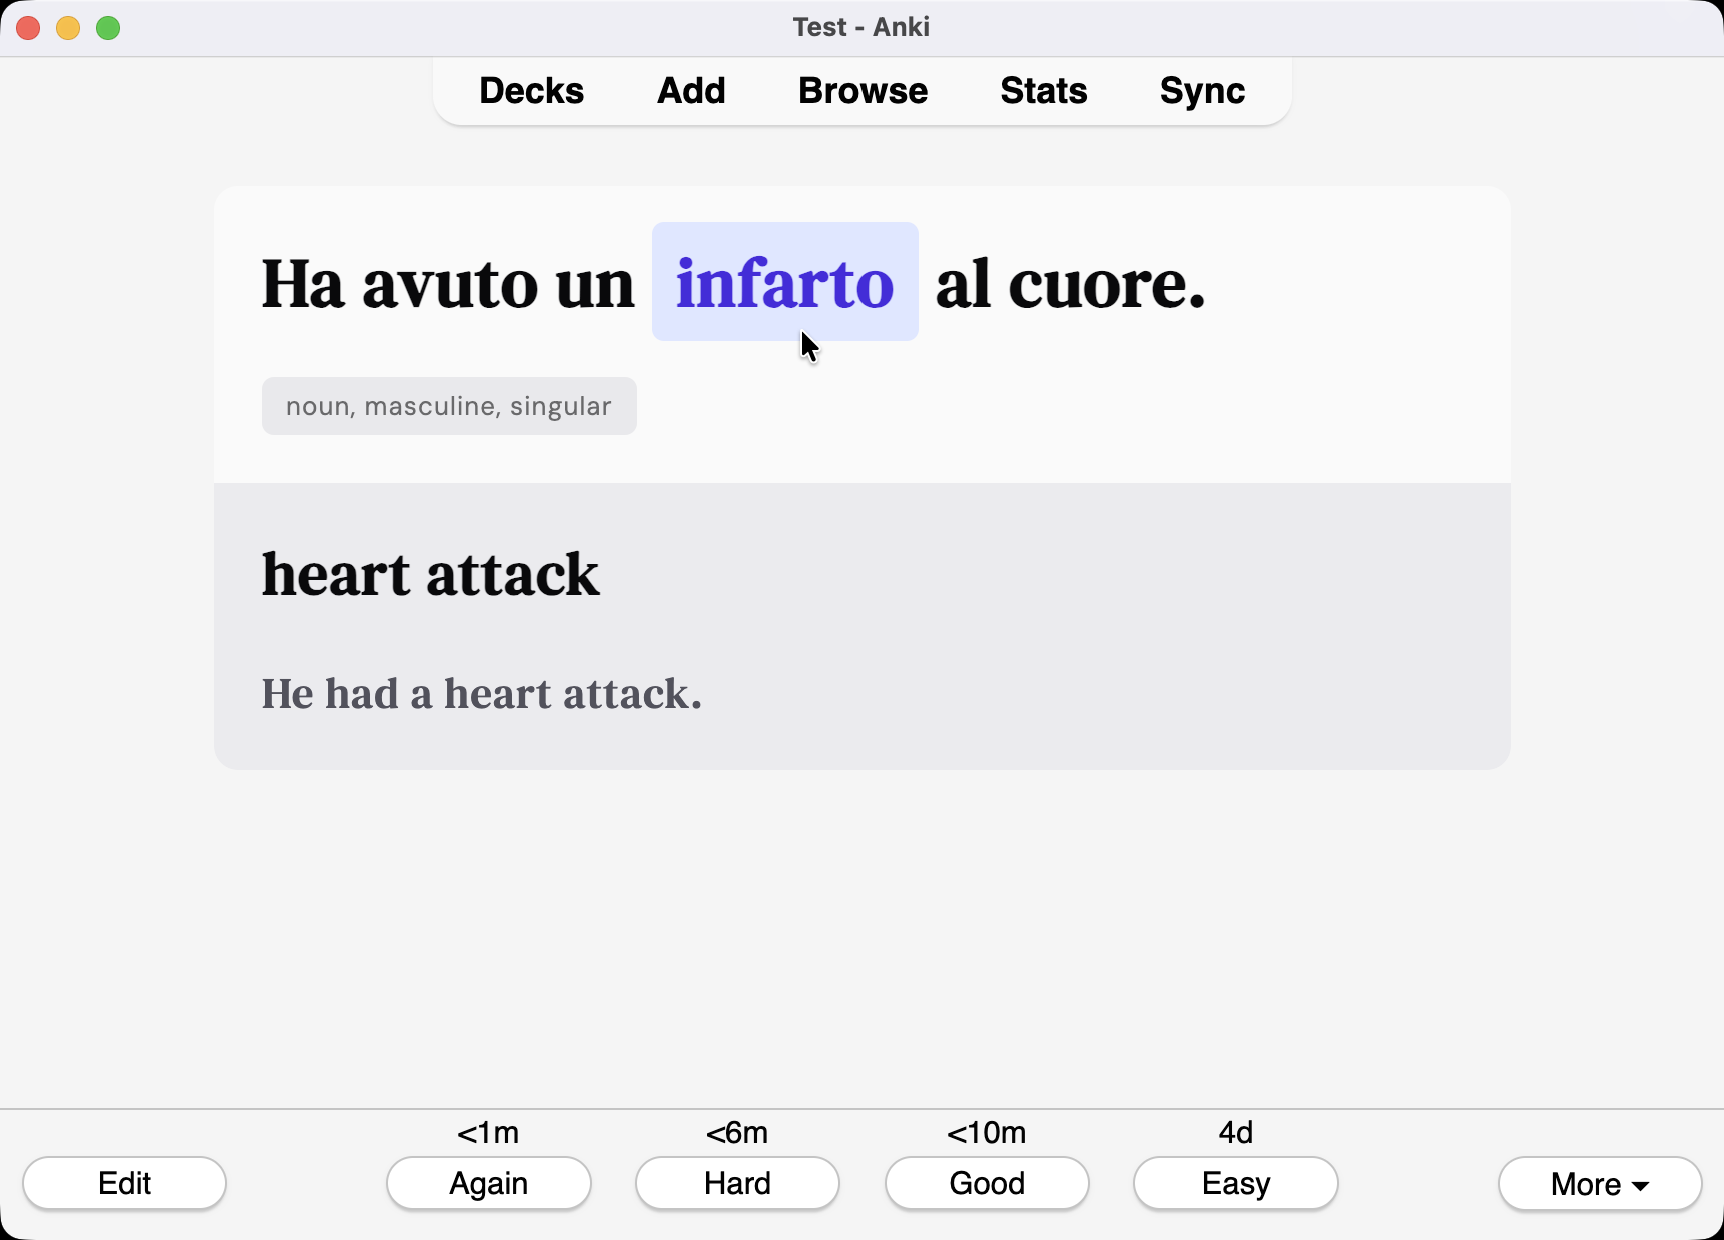 Test - Anki
Decks Add Browse Stats Sync
Ha avuto un infarto al cuore.
noun, masculine, singular
heart attack
He had a heart attack.
<1m <6m <10m 4d
Edit Again Hard Good Easy More